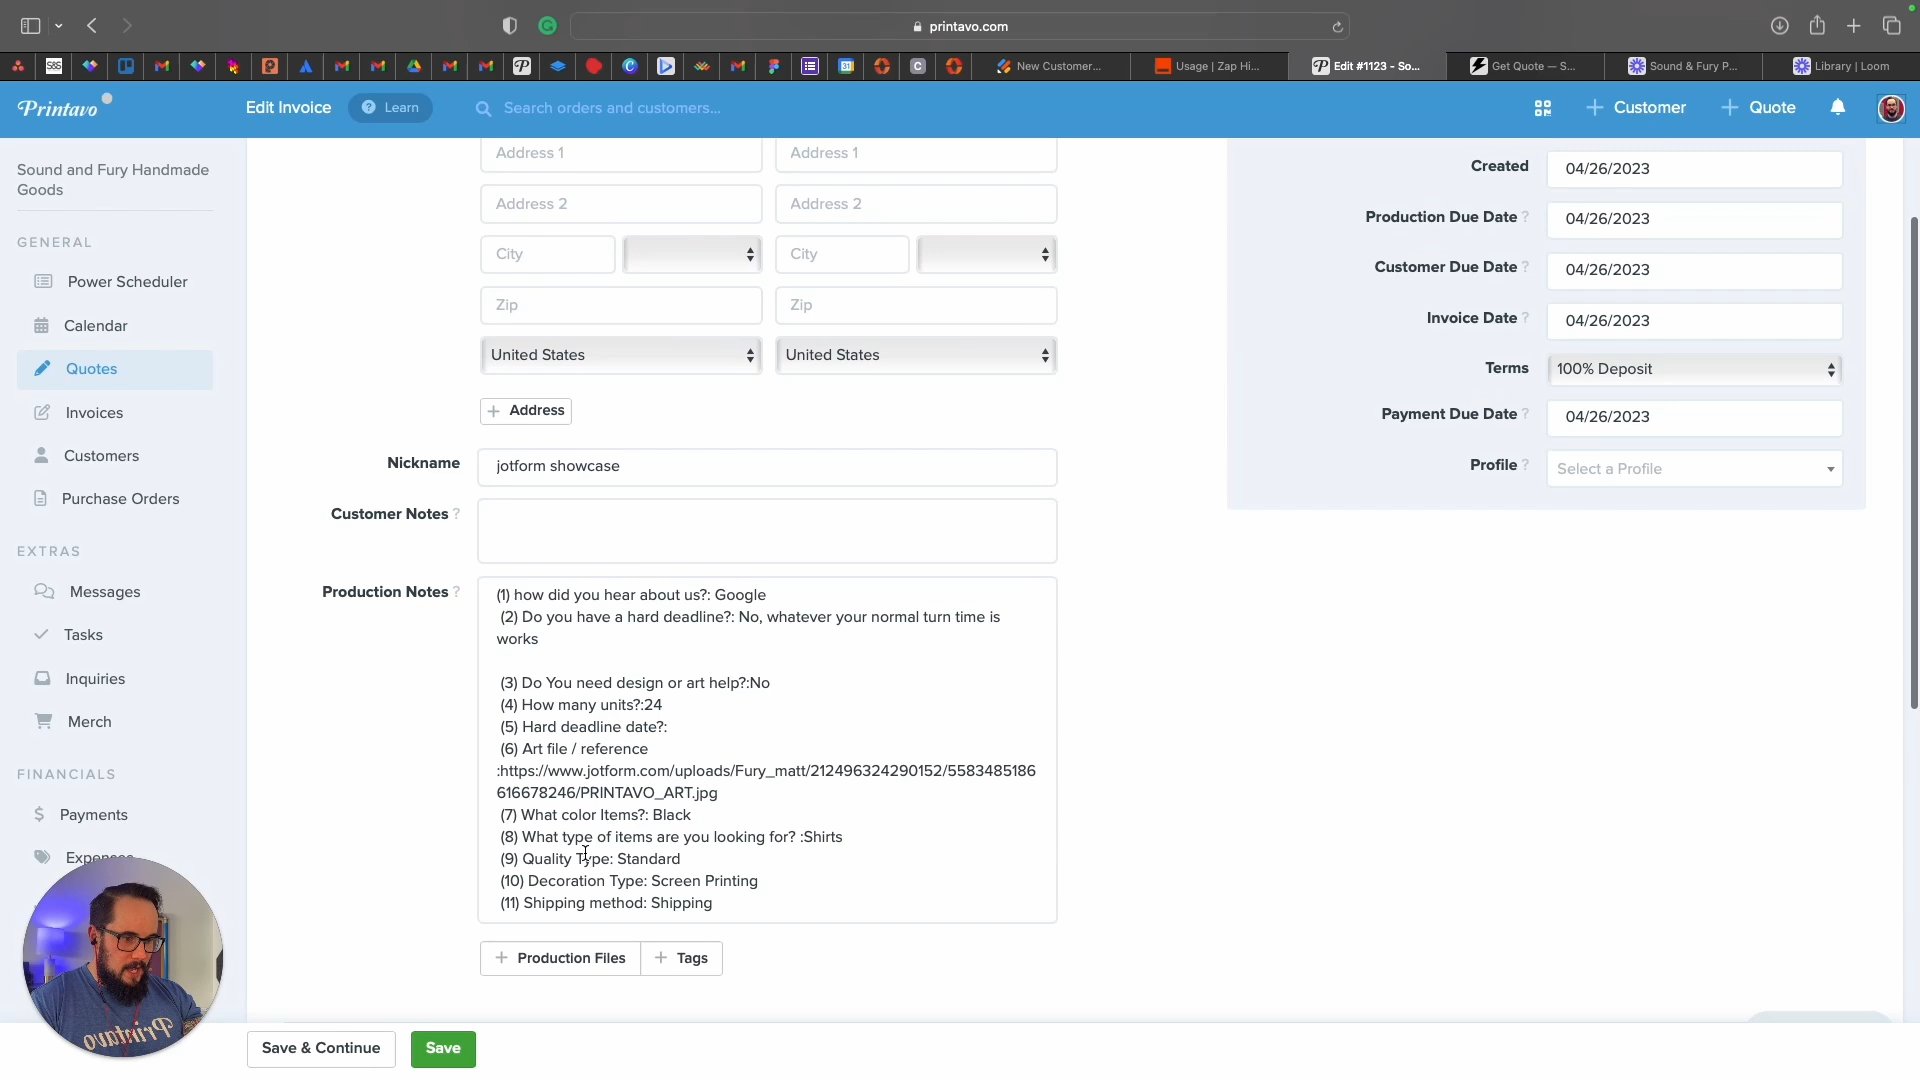 printavo.com
S&S
New Customer...
Usage | Zap Hi...
Edit #1123 - So...
Get Quote — S...
Sound & Fury P...
Library | Loom
Printavo
Edit Invoice
Learn
Search orders and customers...
Customer
Quote
Sound and Fury Handmade
Goods
GENERAL
Power Scheduler
Calendar
Quotes
Invoices
Customers
Purchase Orders
EXTRAS
Messages
Tasks
Inquiries
Merch
FINANCIALS
Payments
Expenses
Address 1
Address 1
Address 2
Address 2
City
City
Zip
Zip
United States
United States
+ Address
Nickname
jotform showcase
Customer Notes ?
Production Notes ?
(1) how did you hear about us?: Google
(2) Do you have a hard deadline?: No, whatever your normal turn time is
works
(3) Do You need design or art help?:No
(4) How many units?:24
(5) Hard deadline date?:
(6) Art file / reference
:https://www.jotform.com/uploads/Fury_matt/212496324290152/5583485186
616678246/PRINTAVO_ART.jpg
(7) What color Items?: Black
(8) What type of items are you looking for? :Shirts
(9) Quality Type: Standard
(10) Decoration Type: Screen Printing
(11) Shipping method: Shipping
+ Production Files
+ Tags
Created
04/26/2023
Production Due Date ?
04/26/2023
Customer Due Date ?
04/26/2023
Invoice Date ?
04/26/2023
Terms
100% Deposit
Payment Due Date ?
04/26/2023
Profile ?
Select a Profile
Save & Continue
Save
Printavo